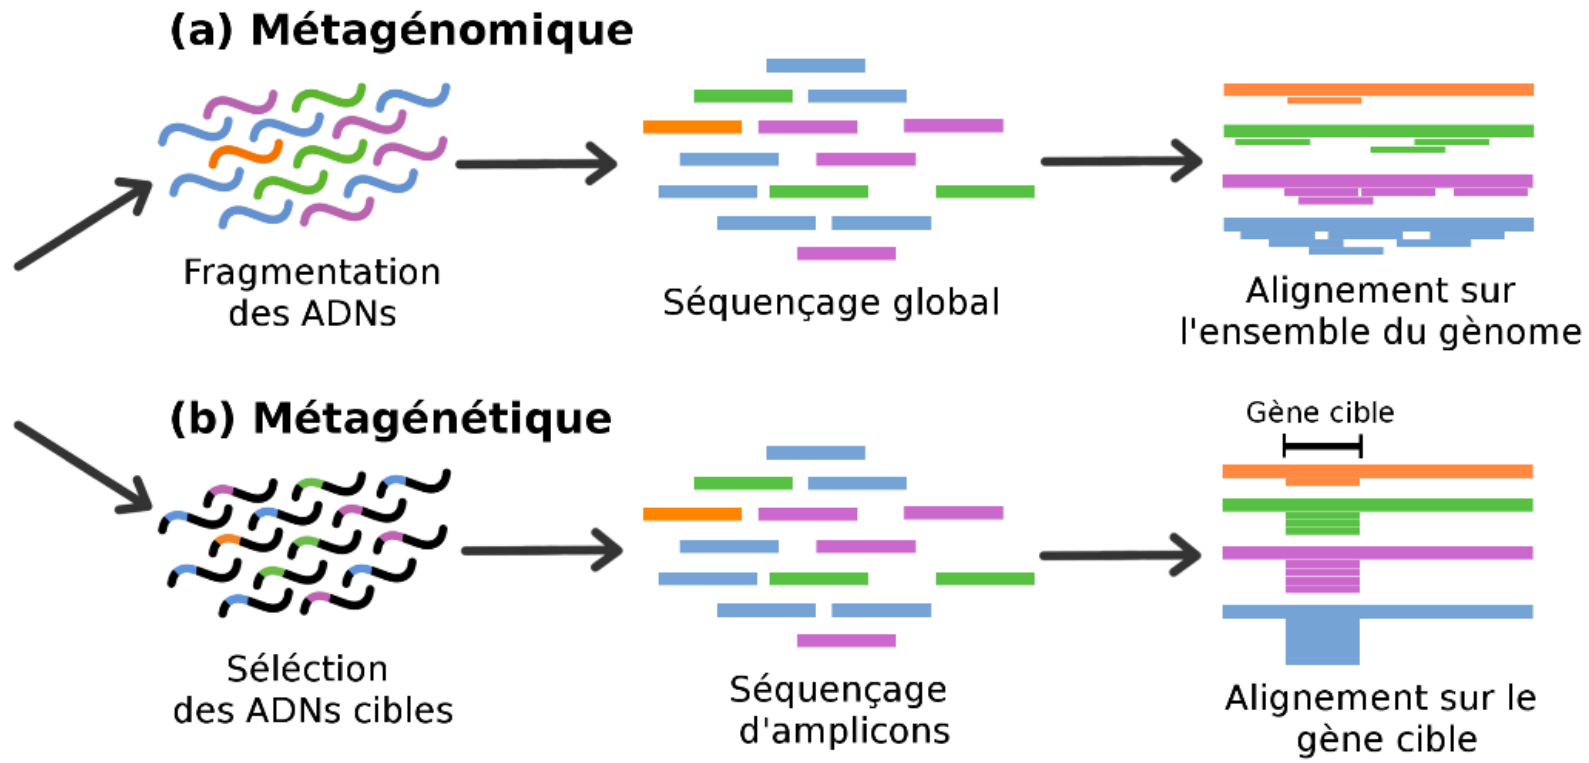 (a) Métagénomique
Fragmentation
des ADNs
Séquençage global
Alignement sur
l'ensemble du gènome
(b) Métagénétique
Gène cible
Séléction
des ADNs cibles
Séquençage
d'amplicons
Alignement sur le
gène cible